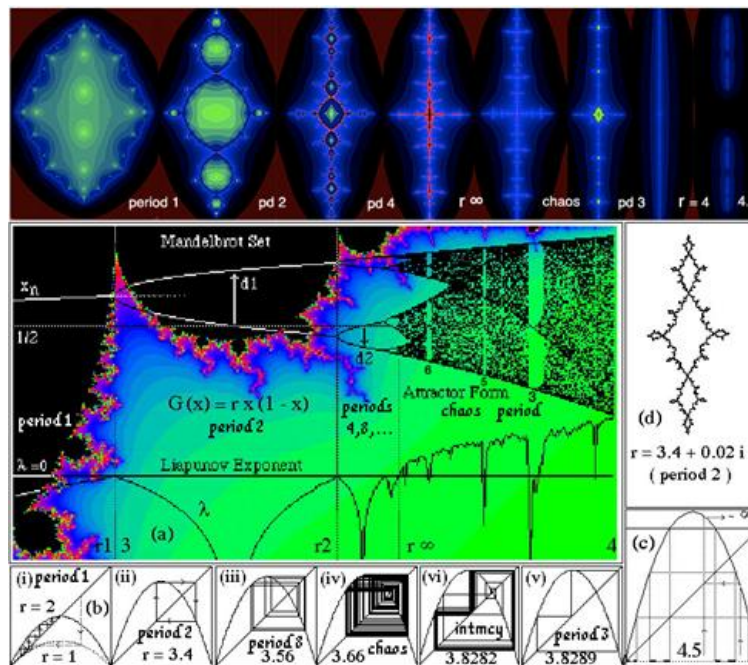 period 1 pd 2 pd 4 r ∞ chaos pd 3 r = 4 4.
Mandelbrot Set
x n
d1
1/2
d2
6 5 3
Attractor Form
G (x) = r x (1 - x)
period 2
periods
4,8, . . .
chaos period
period 1
λ = 0
Liapunov Exponent
λ
(a)
r1 3 r2 r ∞ 4
(d)
r = 3.4 + 0.02 i
( period 2 )
(c)
~ ∞
4.5
(i) period 1
r = 2
(b)
r = 1
(ii)
period 2
r = 3.4
(iii)
period 8
3.56
(iv)
3.66 chaos
(vi)
intmcy
3.8282
(v)
period 3
3.8289